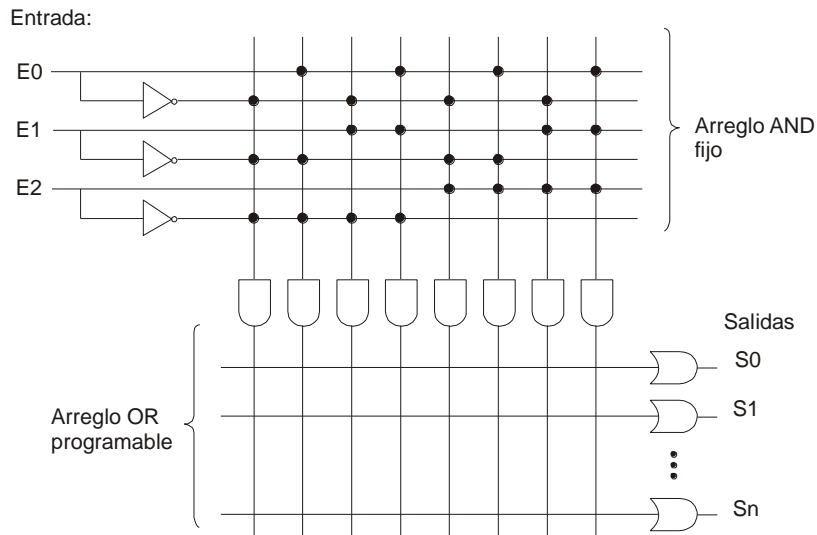 Entrada:
E0
E1
E2
Arreglo AND
fijo
Salidas
S0
Arreglo OR
programable
S1
Sn